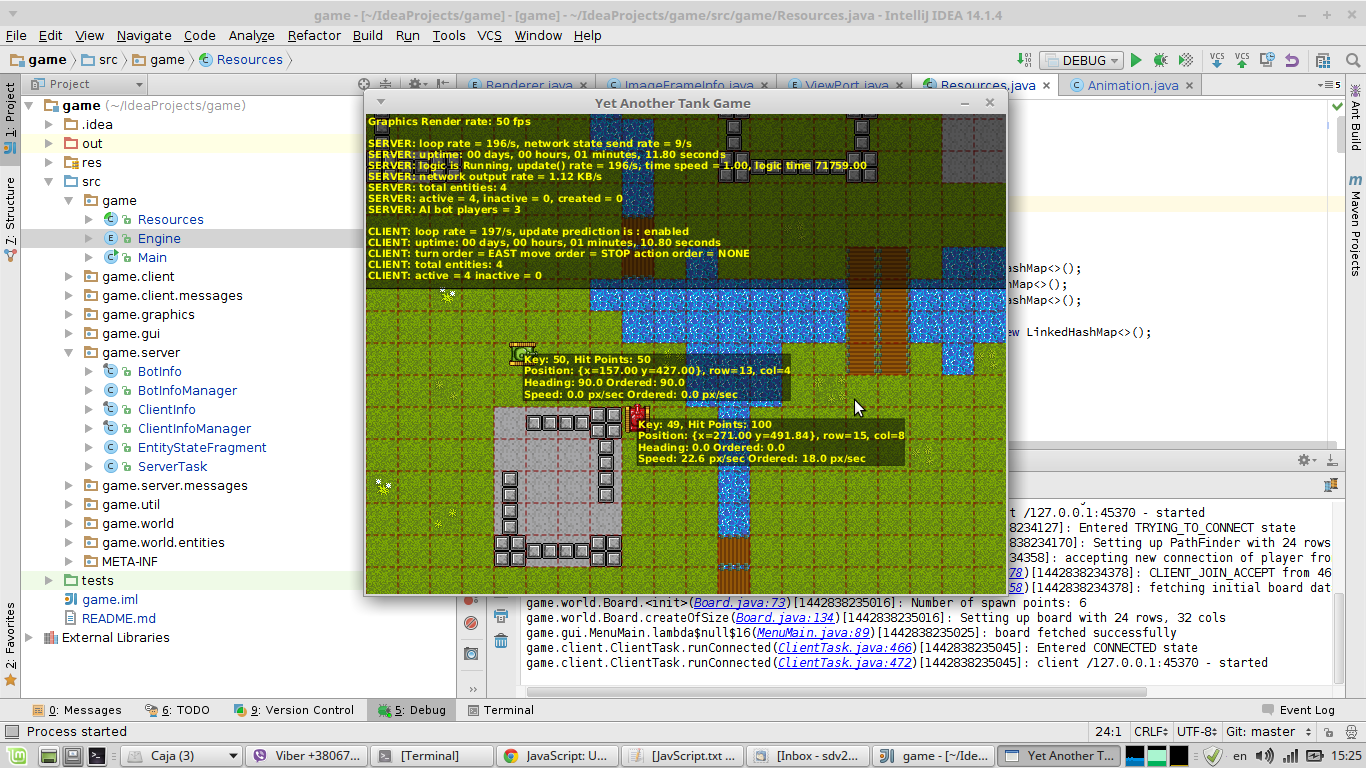 game - [~/IdeaProjects/game] - [game] - ~/IdeaProjects/game/src/game/Resources.java - IntelliJ IDEA 14.1.4
File Edit View Navigate Code Analyze Refactor Build Run Tools VCS Window Help
game src game Resources
DEBUG VCS VCS
Project
Renderer.java ImageFrameInfo.java ViewPort.java Resources.java Animation.java 5
1: Project
7: Structure
2: Favorites
Ant Build
Maven Projects
game (~/IdeaProjects/game)
.idea
out
res
src
game
Resources
Engine
Main
game.client
game.client.messages
game.graphics
game.gui
game.server
BotInfo
BotInfoManager
ClientInfo
ClientInfoManager
EntityStateFragment
ServerTask
game.server.messages
game.util
game.world
game.world.entities
META-INF
tests
game.iml
README.md
External Libraries
Yet Another Tank Game
Graphics Render rate: 50 fps
SERVER: loop rate = 196/s, network state send rate = 9/s
SERVER: uptime: 00 days, 00 hours, 01 minutes, 11.80 seconds
SERVER: logic is Running, update() rate = 196/s, time speed = 1.00, logic time 71759.00
SERVER: network output rate = 1.12 KB/s
SERVER: total entities: 4
SERVER: active = 4, inactive = 0, created = 0
SERVER: AI bot players = 3
CLIENT: loop rate = 197/s, update prediction is : enabled
CLIENT: uptime: 00 days, 00 hours, 01 minutes, 10.80 seconds
CLIENT: turn order = EAST move order = STOP action order = NONE
CLIENT: total entities: 4
CLIENT: active = 4 inactive = 0
Key: 50, Hit Points: 50
Position: {x=157.00 y=427.00}, row=13, col=4
Heading: 90.0 Ordered: 90.0
Speed: 0.0 px/sec Ordered: 0.0 px/sec
Key: 49, Hit Points: 100
Position: {x=271.00 y=491.84}, row=15, col=8
Heading: 0.0 Ordered: 0.0
Speed: 22.6 px/sec Ordered: 18.0 px/sec
ashMap<>();
hMap<>();
ashMap<>();
ew LinkedHashMap<>();
t /127.0.0.1:45370 - started
8234127]: Entered TRYING_TO_CONNECT state
38234170]: Setting up PathFinder with 24 rows
34358]: accepting new connection of player fro
78)[1442838234378]: CLIENT_JOIN_ACCEPT from 46
58)[1442838234378]: fetching initial board dat
game.world.Board.<init>(Board.java:73)[1442838235016]: Number of spawn points: 6
game.world.Board.createOfSize(Board.java:134)[1442838235016]: Setting up board with 24 rows, 32 cols
game.gui.MenuMain.lambda$null$16(MenuMain.java:89)[1442838235025]: board fetched successfully
game.client.ClientTask.runConnected(ClientTask.java:466)[1442838235045]: Entered CONNECTED state
game.client.ClientTask.runConnected(ClientTask.java:472)[1442838235045]: client /127.0.0.1:45370 - started
0: Messages 6: TODO 9: Version Control 5: Debug Terminal Event Log
Process started 24:1 CRLF UTF-8 Git: master
Caja (3) Viber +38067... [Terminal] JavaScript: U... [JavScript.txt ... [Inbox - sdv2... game - [~/Ide... Yet Another T... en 15:25